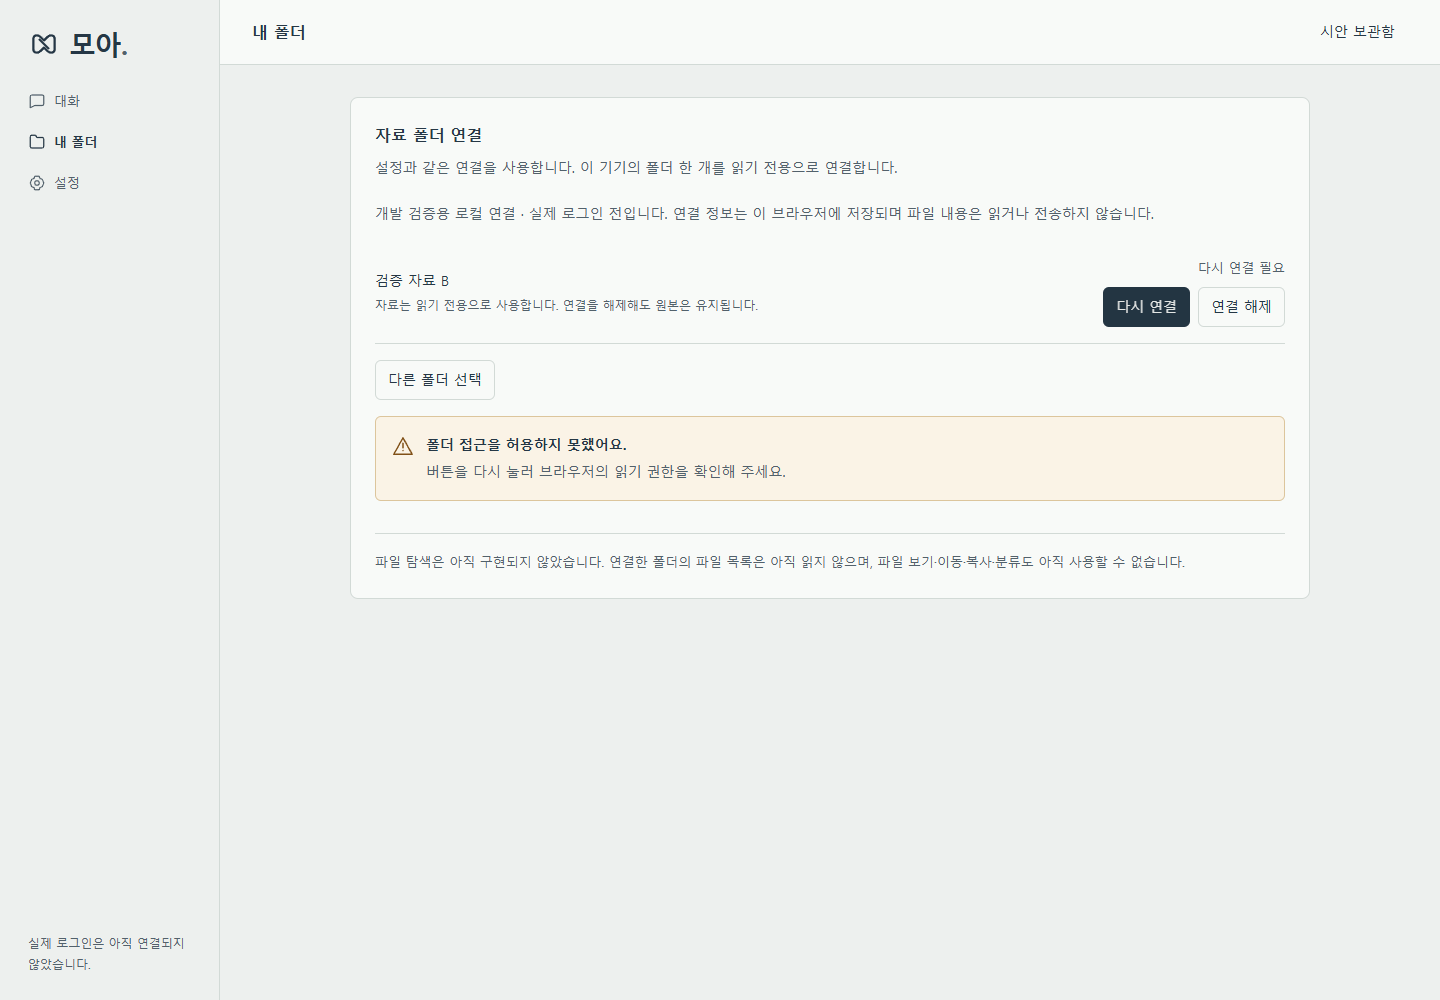 모아.
대화
내 폴더
설정
실제 로그인은 아직 연결되지
않았습니다.
내 폴더
시안 보관함
자료 폴더 연결
설정과 같은 연결을 사용합니다. 이 기기의 폴더 한 개를 읽기 전용으로 연결합니다.
개발 검증용 로컬 연결 · 실제 로그인 전입니다. 연결 정보는 이 브라우저에 저장되며 파일 내용은 읽거나 전송하지 않습니다.
검증 자료 B
자료는 읽기 전용으로 사용합니다. 연결을 해제해도 원본은 유지됩니다.
다시 연결 필요
다시 연결
연결 해제
다른 폴더 선택
폴더 접근을 허용하지 못했어요.
버튼을 다시 눌러 브라우저의 읽기 권한을 확인해 주세요.
파일 탐색은 아직 구현되지 않았습니다. 연결한 폴더의 파일 목록은 아직 읽지 않으며, 파일 보기·이동·복사·분류도 아직 사용할 수 없습니다.